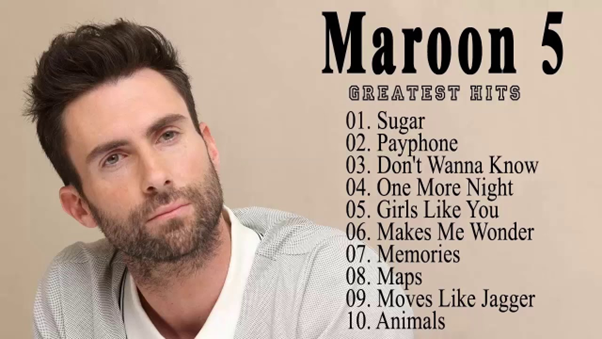 Maroon 5
GREATEST HITS
01. Sugar
02. Payphone
03. Don't Wanna Know
04. One More Night
05. Girls Like You
06. Makes Me Wonder
07. Memories
08. Maps
09. Moves Like Jagger
10. Animals